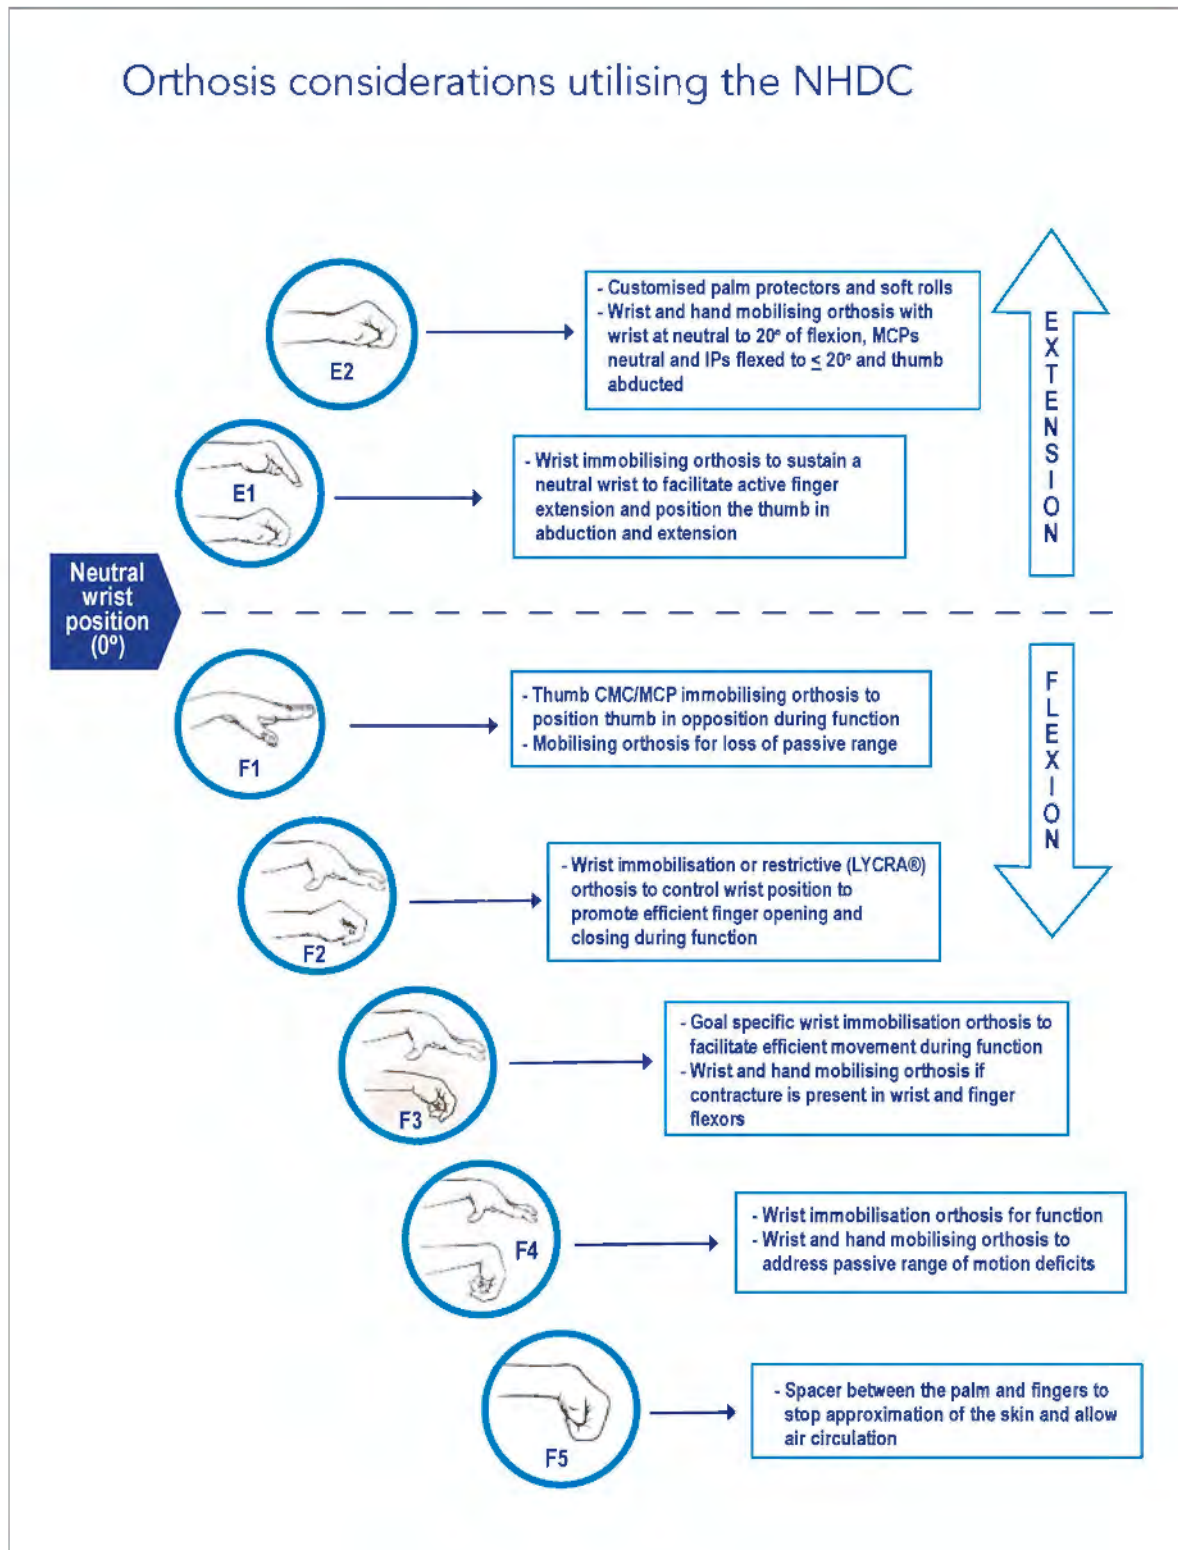 Orthosis considerations utilising the NHDC
E2
- Customised palm protectors and soft rolls
- Wrist and hand mobilising orthosis with
wrist at neutral to 20º of flexion, MCPs
neutral and IPs flexed to ≤ 20º and thumb
abducted
EXTENSION
E1
- Wrist immobilising orthosis to sustain a
neutral wrist to facilitate active finger
extension and position the thumb in
abduction and extension
Neutral
wrist
position
(0º)
F1
- Thumb CMC/MCP immobilising orthosis to
position thumb in opposition during function
- Mobilising orthosis for loss of passive range
FLEXION
F2
- Wrist immobilisation or restrictive (LYCRA®)
orthosis to control wrist position to
promote efficient finger opening and
closing during function
F3
- Goal specific wrist immobilisation orthosis to
facilitate efficient movement during function
- Wrist and hand mobilising orthosis if
contracture is present in wrist and finger
flexors
F4
- Wrist immobilisation orthosis for function
- Wrist and hand mobilising orthosis to
address passive range of motion deficits
F5
- Spacer between the palm and fingers to
stop approximation of the skin and allow
air circulation